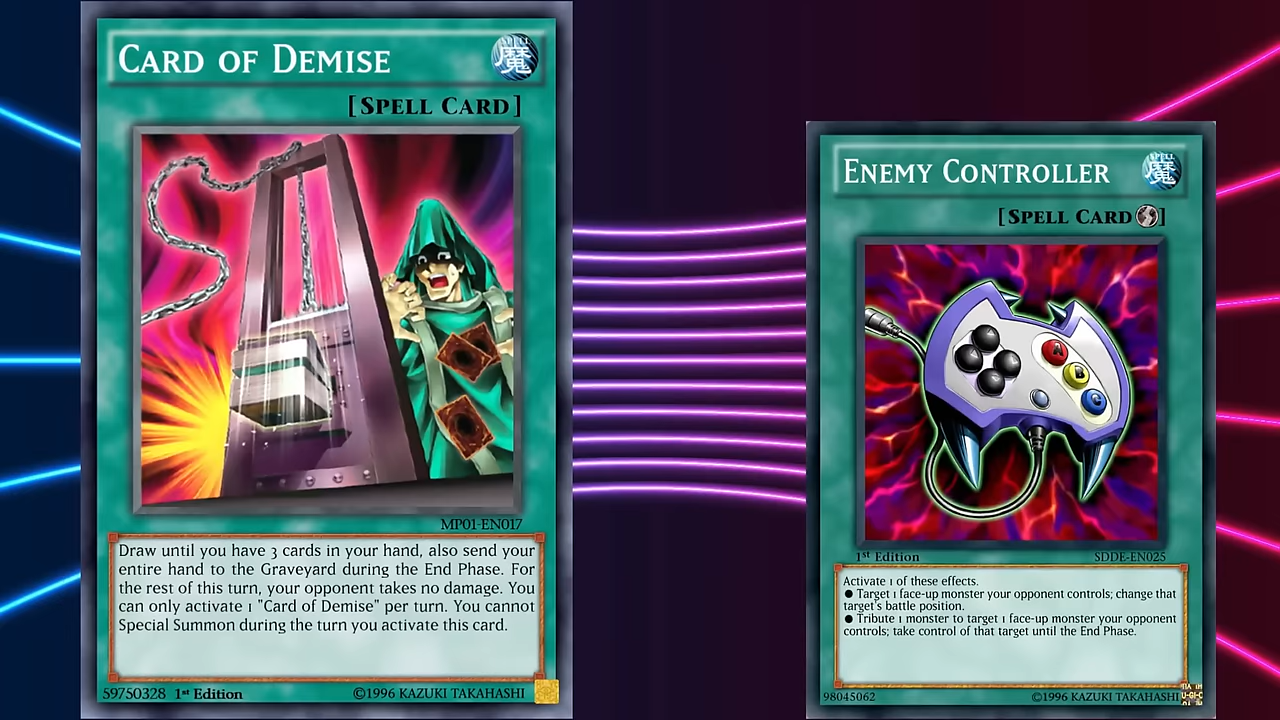 CARD OF DEMISE
SPELL
魔
[SPELL CARD]
MP01-EN017
Draw until you have 3 cards in your hand, also send your
entire hand to the Graveyard during the End Phase. For
the rest of this turn, your opponent takes no damage. You
can only activate 1 "Card of Demise" per turn. You cannot
Special Summon during the turn you activate this card.
59750328 1st Edition ©1996 KAZUKI TAKAHASHI
ENEMY CONTROLLER
SPELL
魔
[SPELL CARD]
A
B
C
1st Edition SDDE-EN025
Activate 1 of these effects.
● Target 1 face-up monster your opponent controls; change that
target's battle position.
● Tribute 1 monster to target 1 face-up monster your opponent
controls; take control of that target until the End Phase.
98045062 ©1996 KAZUKI TAKAHASHI